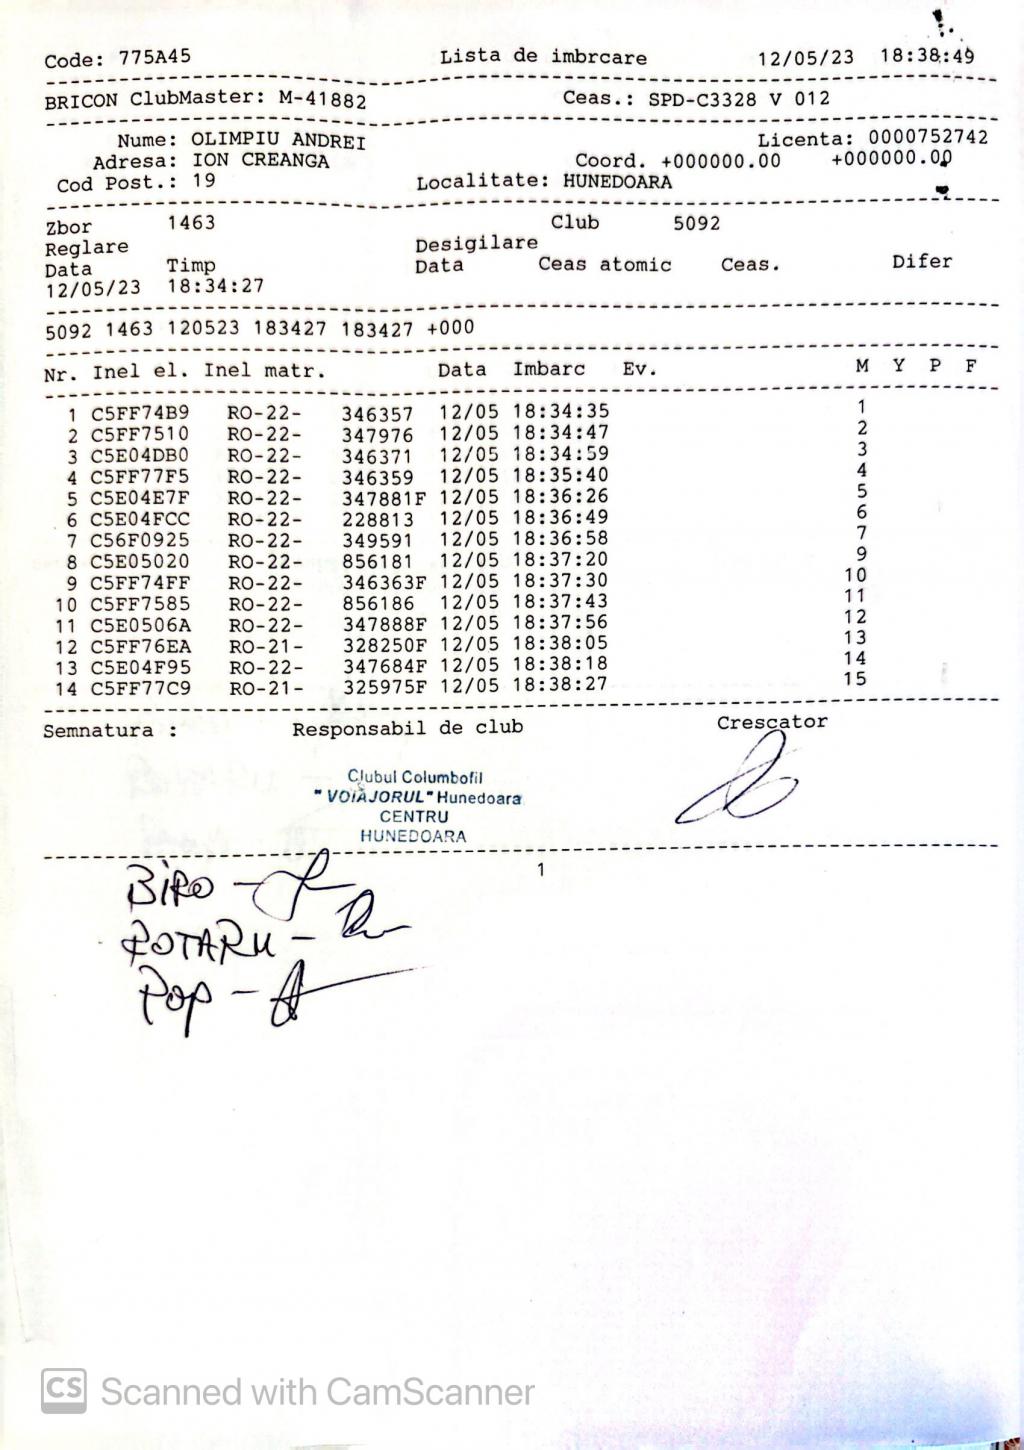 Code: 775A45 Lista de imbrcare 12/05/23 18:38:49
BRICON ClubMaster: M-41882 Ceas.: SPD-C3328 V 012
Nume: OLIMPIU ANDREI Licenta: 0000752742
Adresa: ION CREANGA Coord. +000000.00 +000000.00
Cod Post.: 19 Localitate: HUNEDOARA
Zbor 1463 Club 5092
Reglare Desigilare
Data Timp Data Ceas atomic Ceas. Difer
12/05/23 18:34:27
5092 1463 120523 183427 183427 +000
Nr. Inel el. Inel matr. Data Imbarc Ev. M Y P F
1 C5FF74B9 RO-22- 346357 12/05 18:34:35 1
2 C5FF7510 RO-22- 347976 12/05 18:34:47 2
3 C5E04DB0 RO-22- 346371 12/05 18:34:59 3
4 C5FF77F5 RO-22- 346359 12/05 18:35:40 4
5 C5E04E7F RO-22- 347881F 12/05 18:36:26 5
6 C5E04FCC RO-22- 228813 12/05 18:36:49 6
7 C56F0925 RO-22- 349591 12/05 18:36:58 7
8 C5E05020 RO-22- 856181 12/05 18:37:20 9
9 C5FF74FF RO-22- 346363F 12/05 18:37:30 10
10 C5FF7585 RO-22- 856186 12/05 18:37:43 11
11 C5E0506A RO-22- 347888F 12/05 18:37:56 12
12 C5FF76EA RO-21- 328250F 12/05 18:38:05 13
13 C5E04F95 RO-22- 347684F 12/05 18:38:18 14
14 C5FF77C9 RO-21- 325975F 12/05 18:38:27 15
Semnatura : Responsabil de club Crescator
Clubul Columbofil
"VOIAJORUL" Hunedoara
CENTRU
HUNEDOARA
1
BIRO -
ROTARU -
POP -
CS Scanned with CamScanner